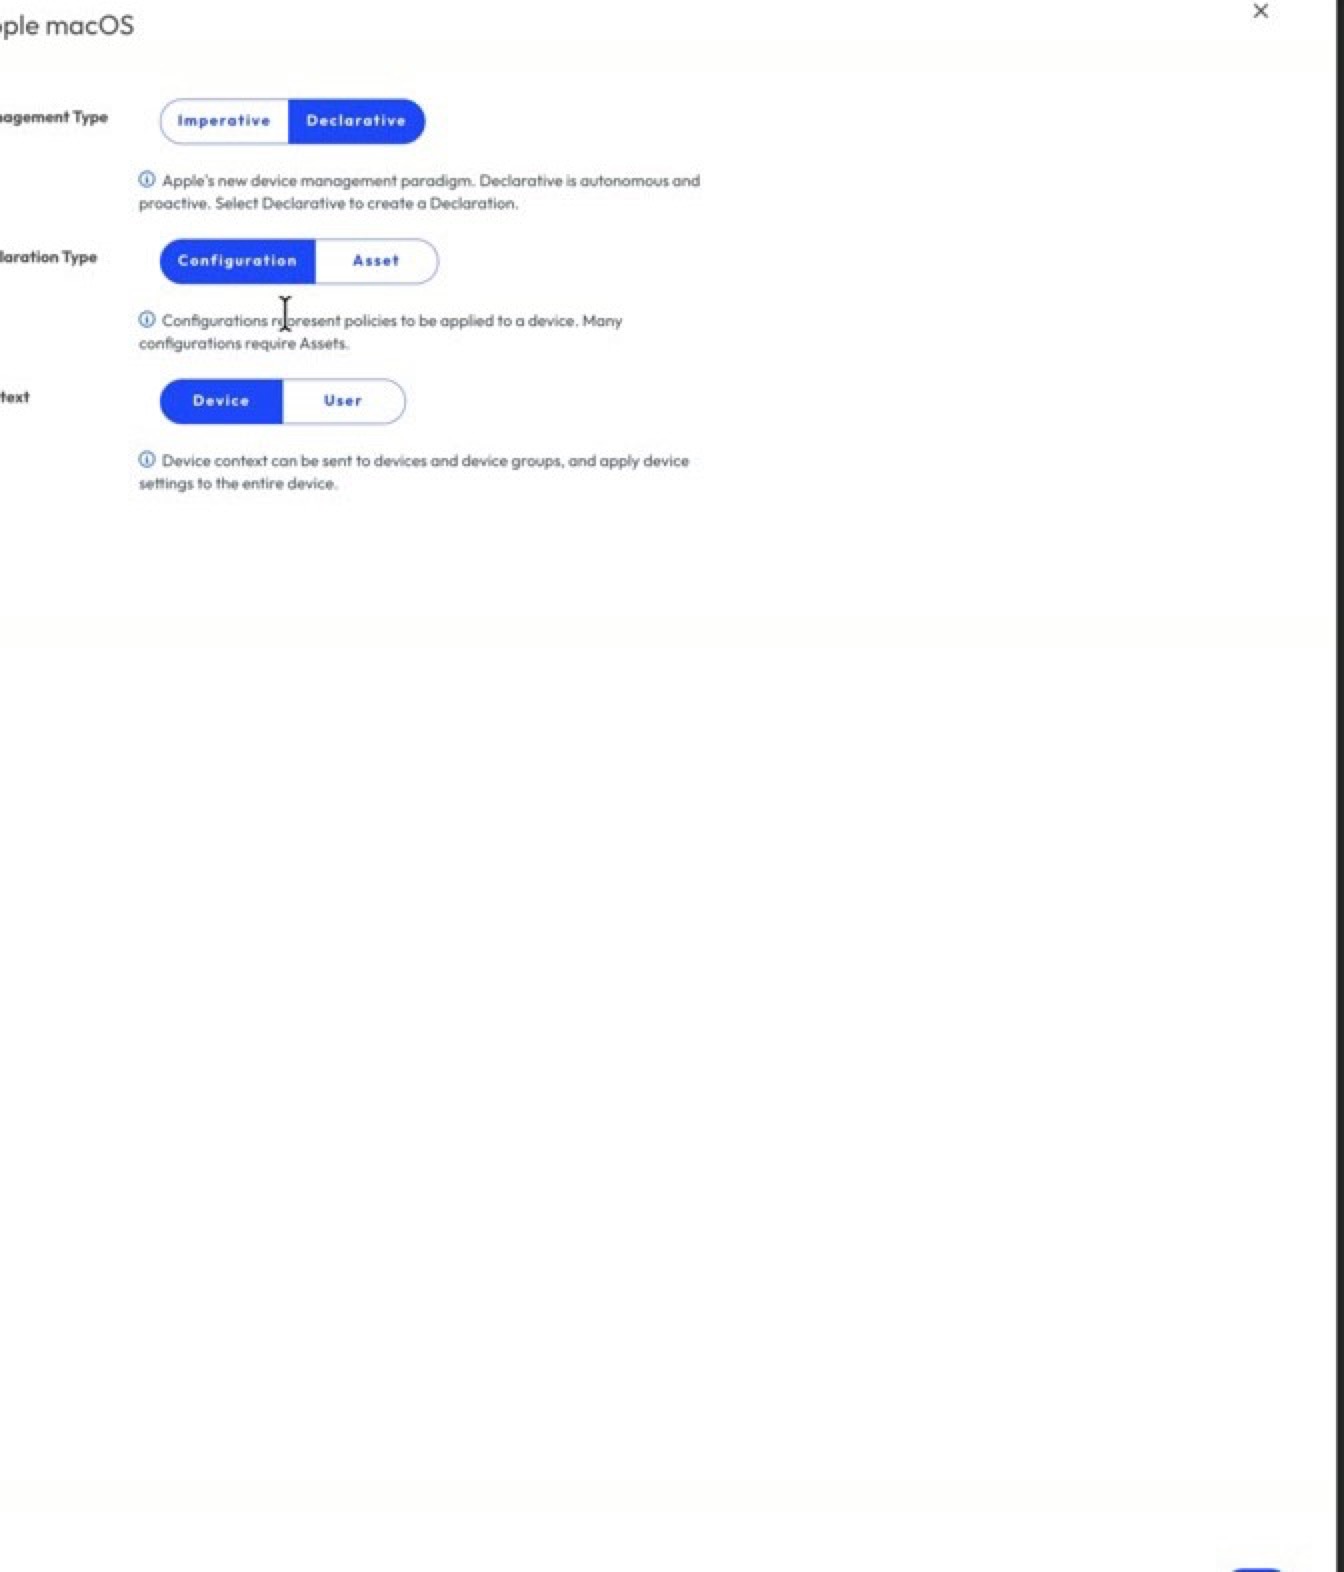 ple macOS
agement Type
Imperative Declarative
Apple's new device management paradigm. Declarative is autonomous and
proactive. Select Declarative to create a Declaration.
laration Type
Configuration Asset
Configurations represent policies to be applied to a device. Many
configurations require Assets.
text
Device User
Device context can be sent to devices and device groups, and apply device
settings to the entire device.